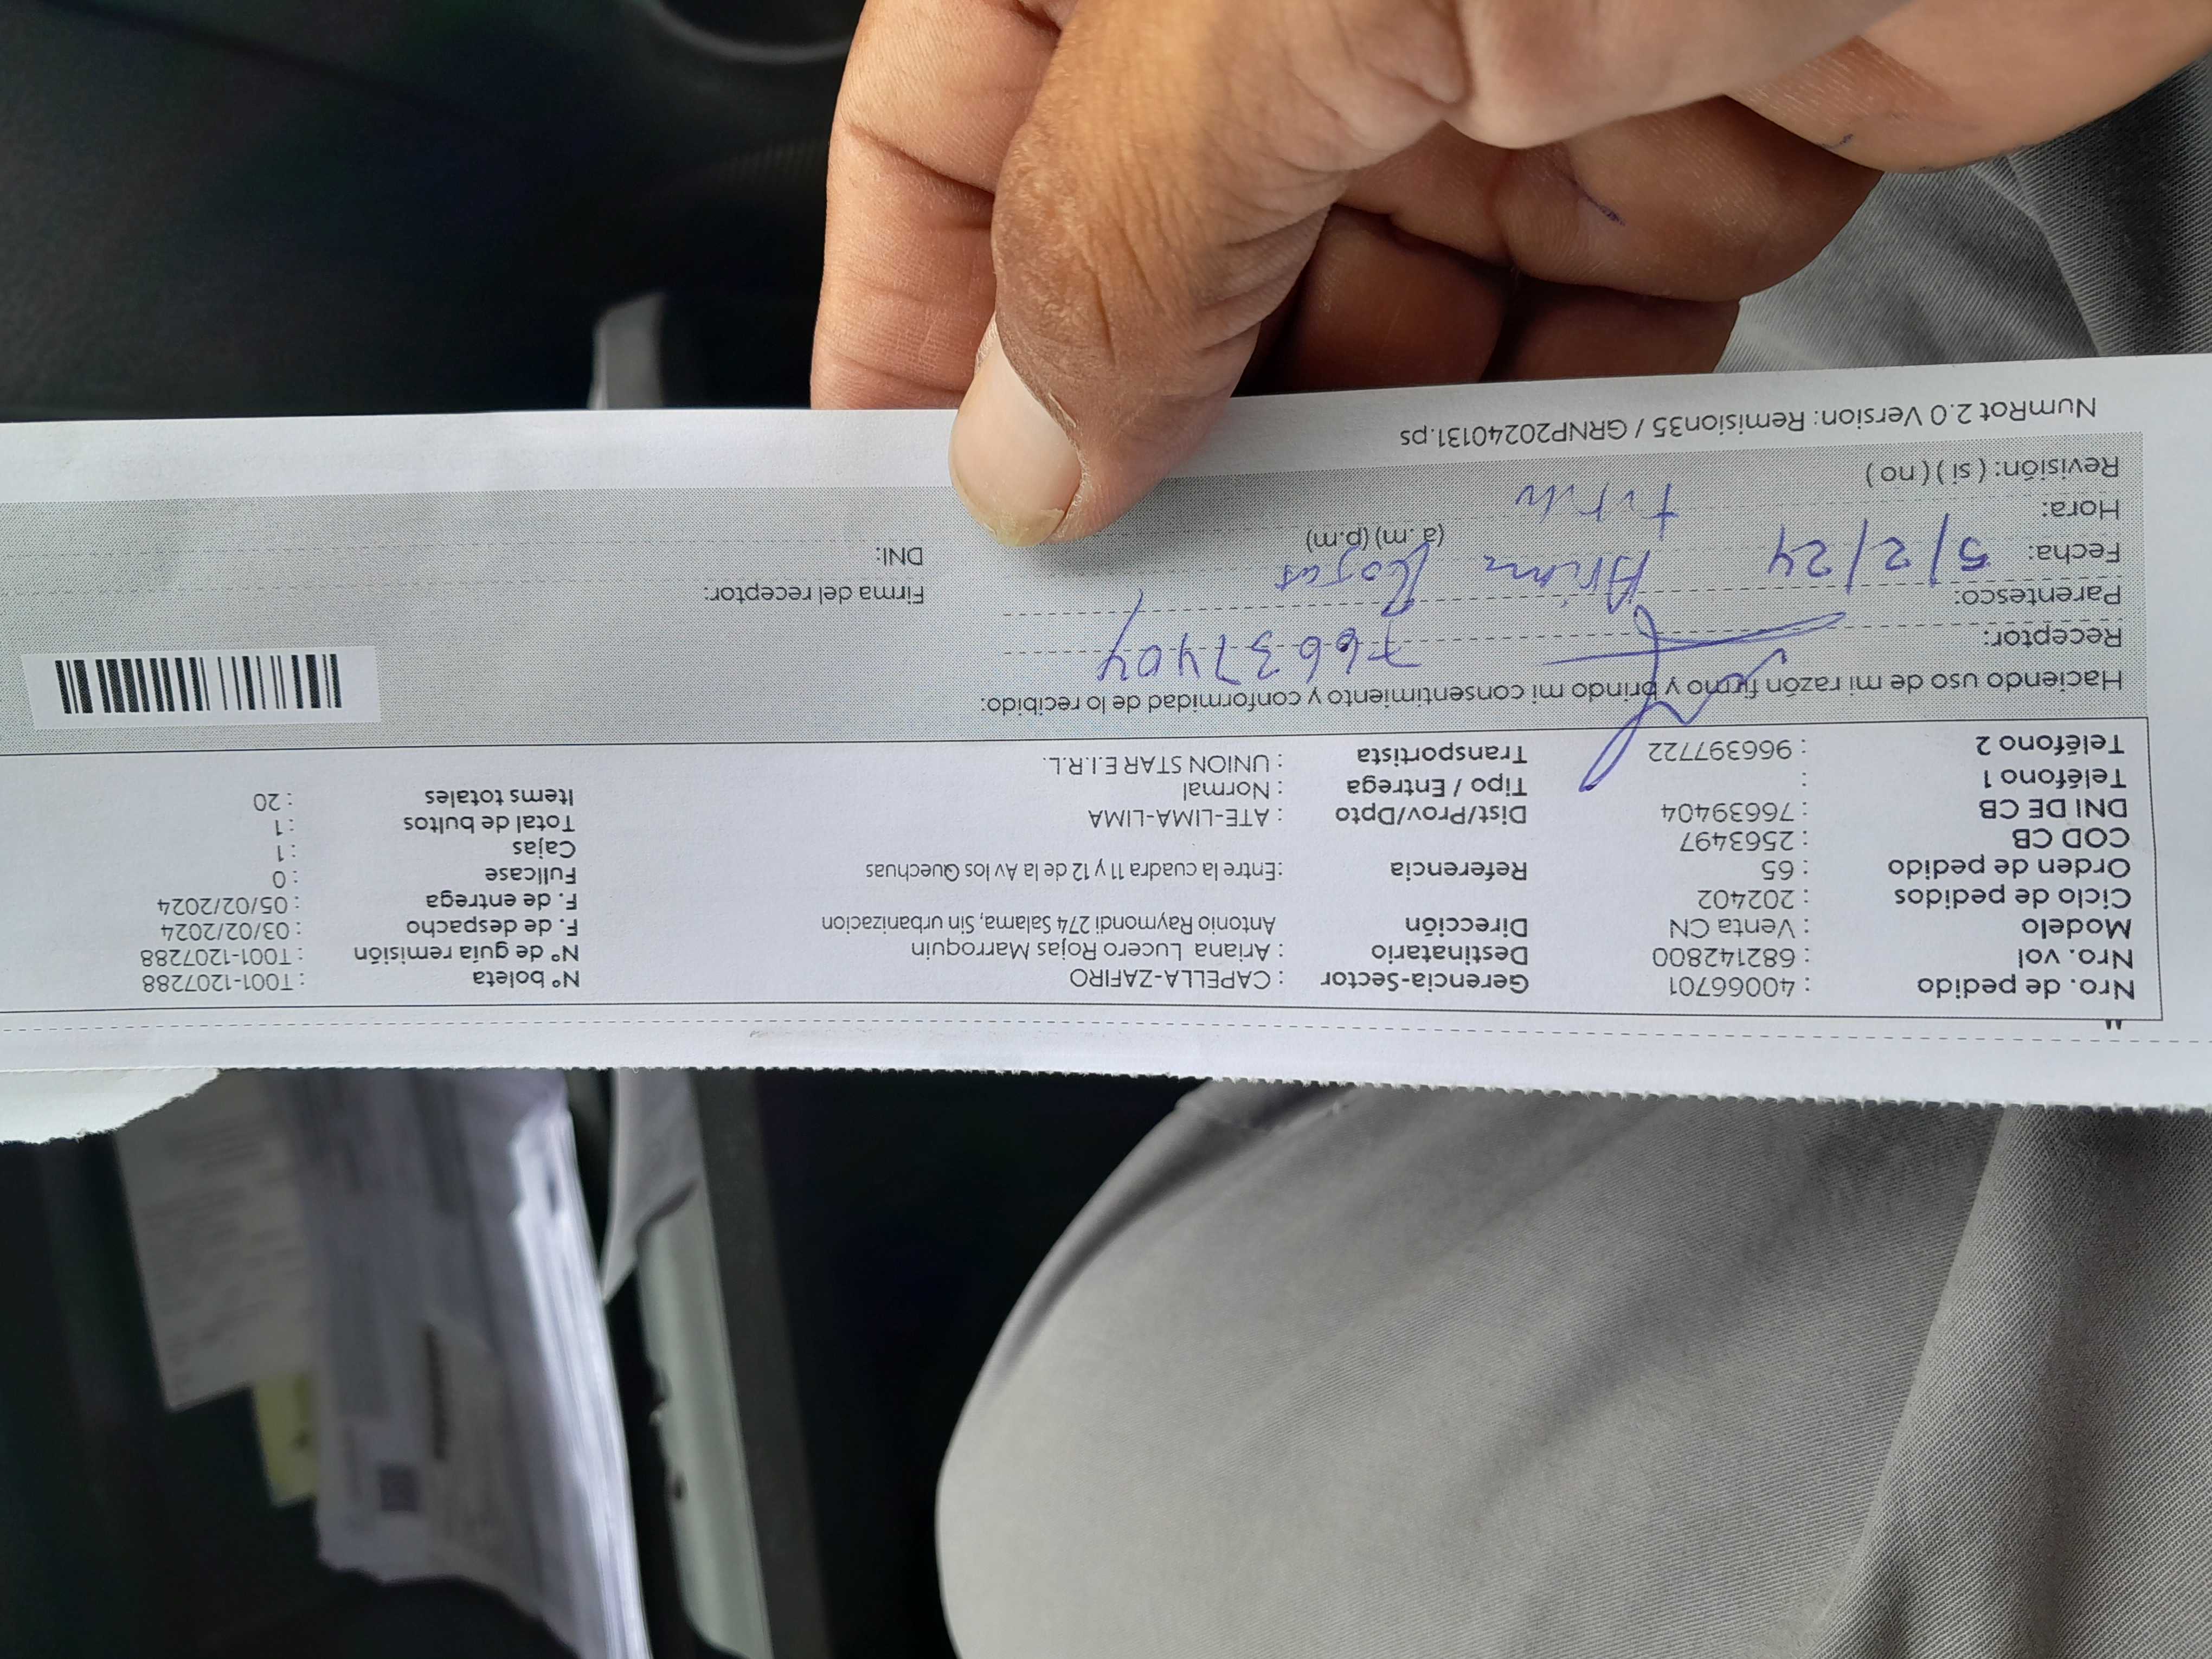 Nro. de pedido : 40066701 Gerencia-Sector : CAPELLA-ZAFIRO N° boleta : T001-1207288
Nro. vol : 682142800 Destinatario : Ariana Lucero Rojas Marroquin N° de guía remisión : T001-1207288
Modelo : Venta CN Dirección Antonio Raymondi 274 Salama, Sin urbanizacion F. de despacho : 03/02/2024
Ciclo de pedidos : 202402 F. de entrega : 05/02/2024
Orden de pedido : 65 Referencia :Entre la cuadra 11 y 12 de la Av los Quechuas Fullcase : 0
COD CB : 2563497 Cajas : 1
DNI DE CB : 76639404 Dist/Prov/Dpto : ATE-LIMA-LIMA Total de bultos : 1
Teléfono 1 : Tipo / Entrega : Normal Items totales : 20
Teléfono 2 : 966397722 Transportista : UNION STAR E.I.R.L.
Haciendo uso de mi razón firmo y brindo mi consentimiento y conformidad de lo recibido:
Receptor: 76637404
Parentesco: Firma del receptor:
Fecha: 5/2/24 Ariana Rojas DNI:
Hora: (a.m) (p.m)
Revisión: ( si ) ( no )
NumRot 2.0 Version: Remision35 / GRNP20240131.ps